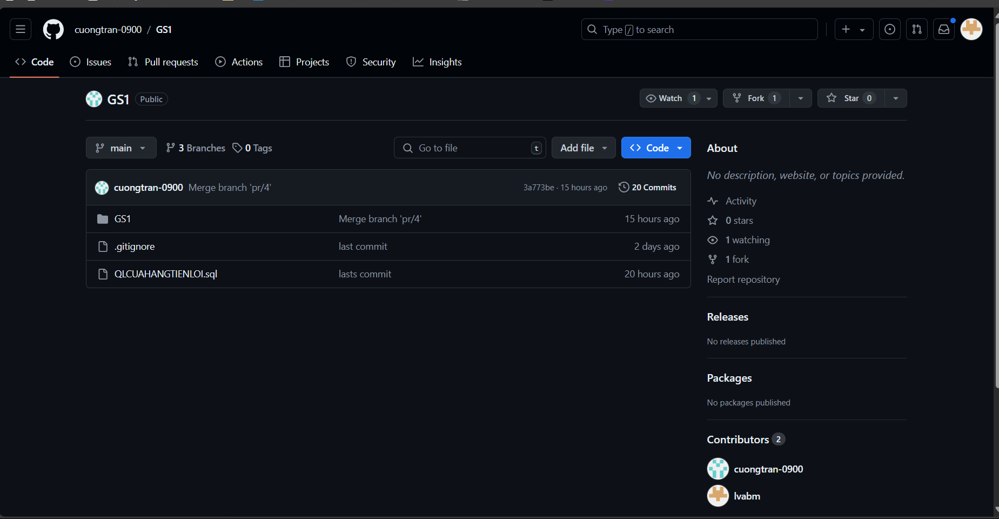 cuongtran-0900 / GS1
Type / to search
Code Issues Pull requests Actions Projects Security Insights
GS1 Public
Watch 1 Fork 1 Star 0
main 3 Branches 0 Tags
Go to file t Add file Code
cuongtran-0900 Merge branch 'pr/4' 3a773be · 15 hours ago 20 Commits
GS1 Merge branch 'pr/4' 15 hours ago
.gitignore last commit 2 days ago
QLCUAHANGTIENLOI.sql lasts commit 20 hours ago
About
No description, website, or topics provided.
Activity
0 stars
1 watching
1 fork
Report repository
Releases
No releases published
Packages
No packages published
Contributors 2
cuongtran-0900
lvabm